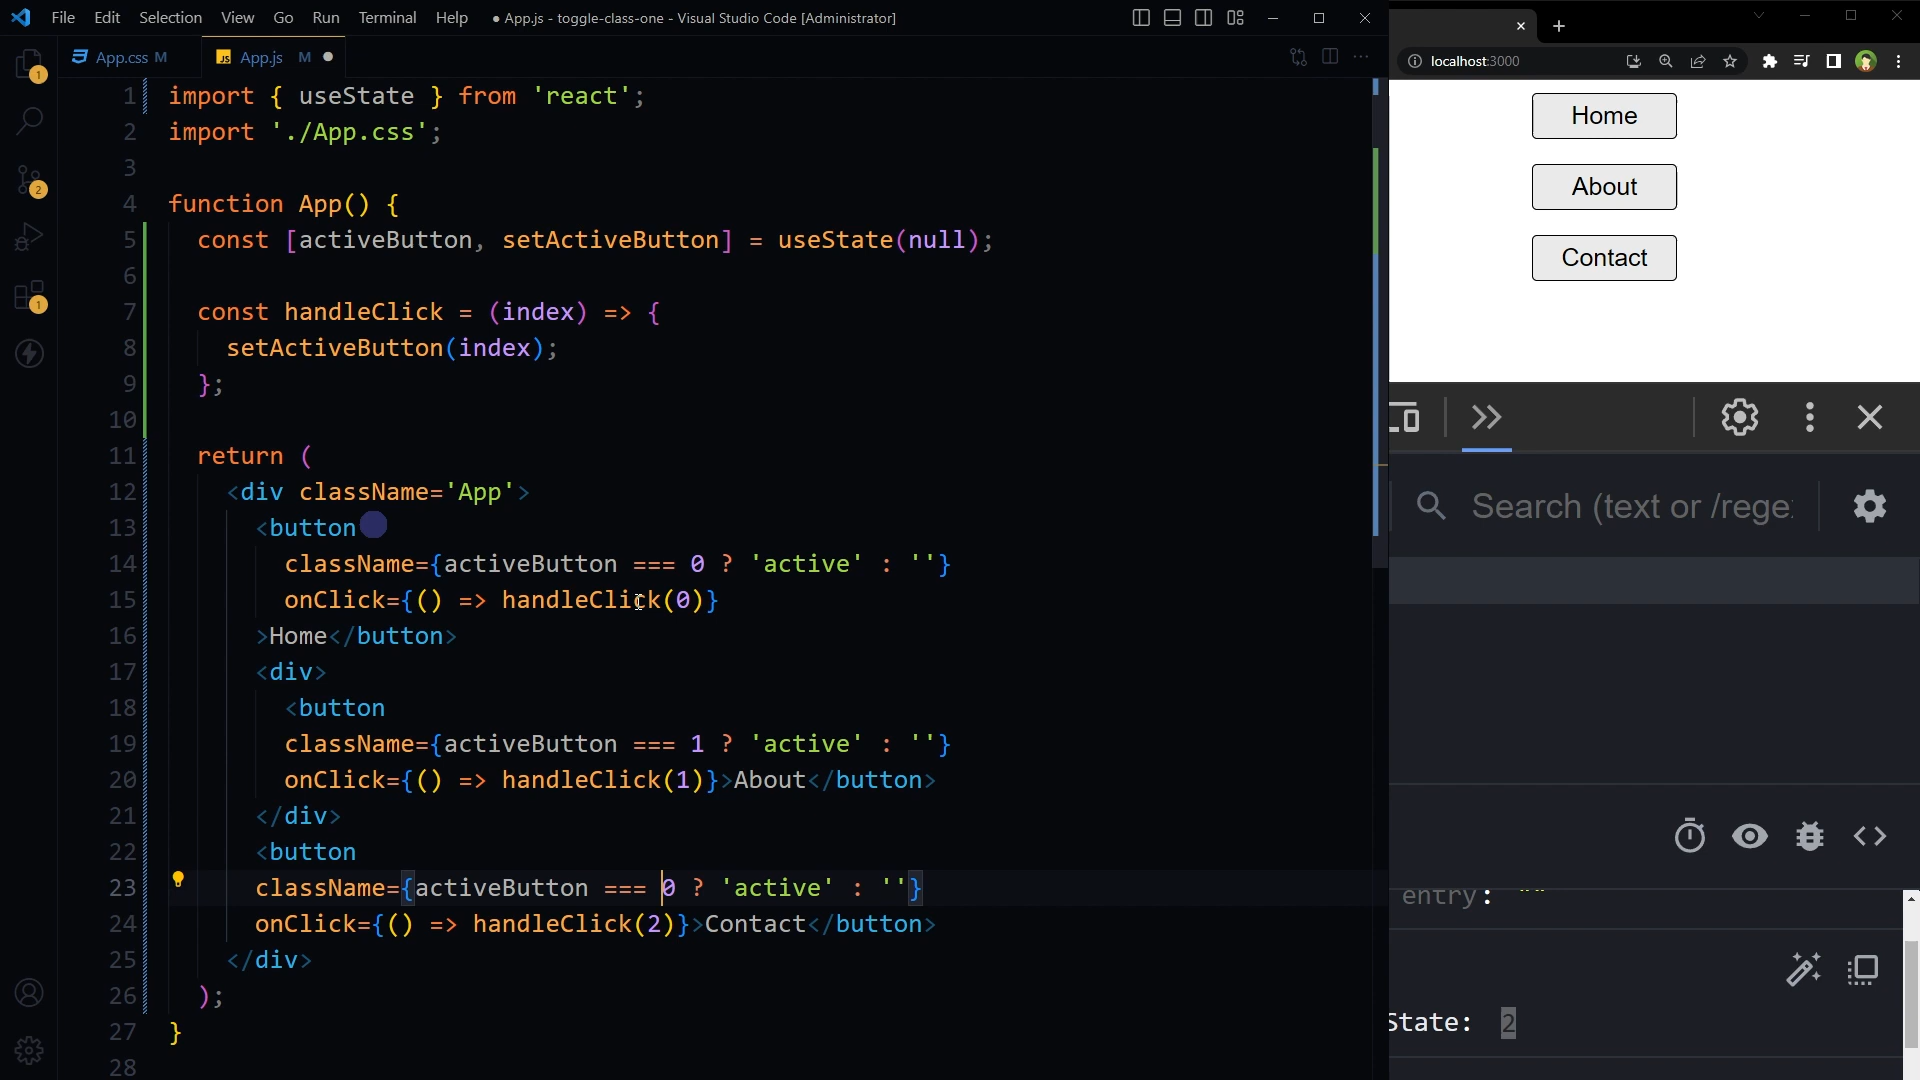 File Edit Selection View Go Run Terminal Help
● App.js - toggle-class-one - Visual Studio Code [Administrator]
App.css M
JS App.js M
1
2
1
1 import { useState } from 'react';
2 import './App.css';
3
4 function App() {
5 const [activeButton, setActiveButton] = useState(null);
6
7 const handleClick = (index) => {
8 setActiveButton(index);
9 };
10
11 return (
12 <div className='App'>
13 <button
14 className={activeButton === 0 ? 'active' : ''}
15 onClick={() => handleClick(0)}
16 >Home</button>
17 <div>
18 <button
19 className={activeButton === 1 ? 'active' : ''}
20 onClick={() => handleClick(1)}>About</button>
21 </div>
22 <button
23 className={activeButton === 0 ? 'active' : ''}
24 onClick={() => handleClick(2)}>Contact</button>
25 </div>
26 );
27 }
28
localhost:3000
Home
About
Contact
Search (text or /rege
entry: ""
State: 2